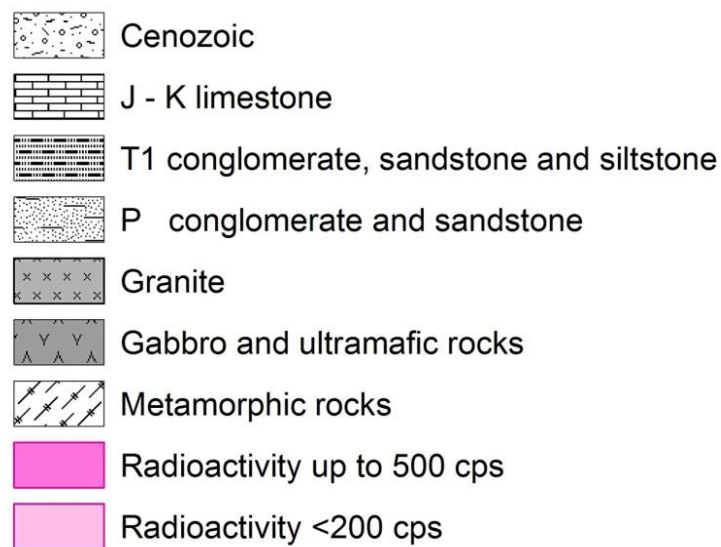 Cenozoic
J - K limestone
T1 conglomerate, sandstone and siltstone
P conglomerate and sandstone
Granite
Gabbro and ultramafic rocks
Metamorphic rocks
Radioactivity up to 500 cps
Radioactivity <200 cps